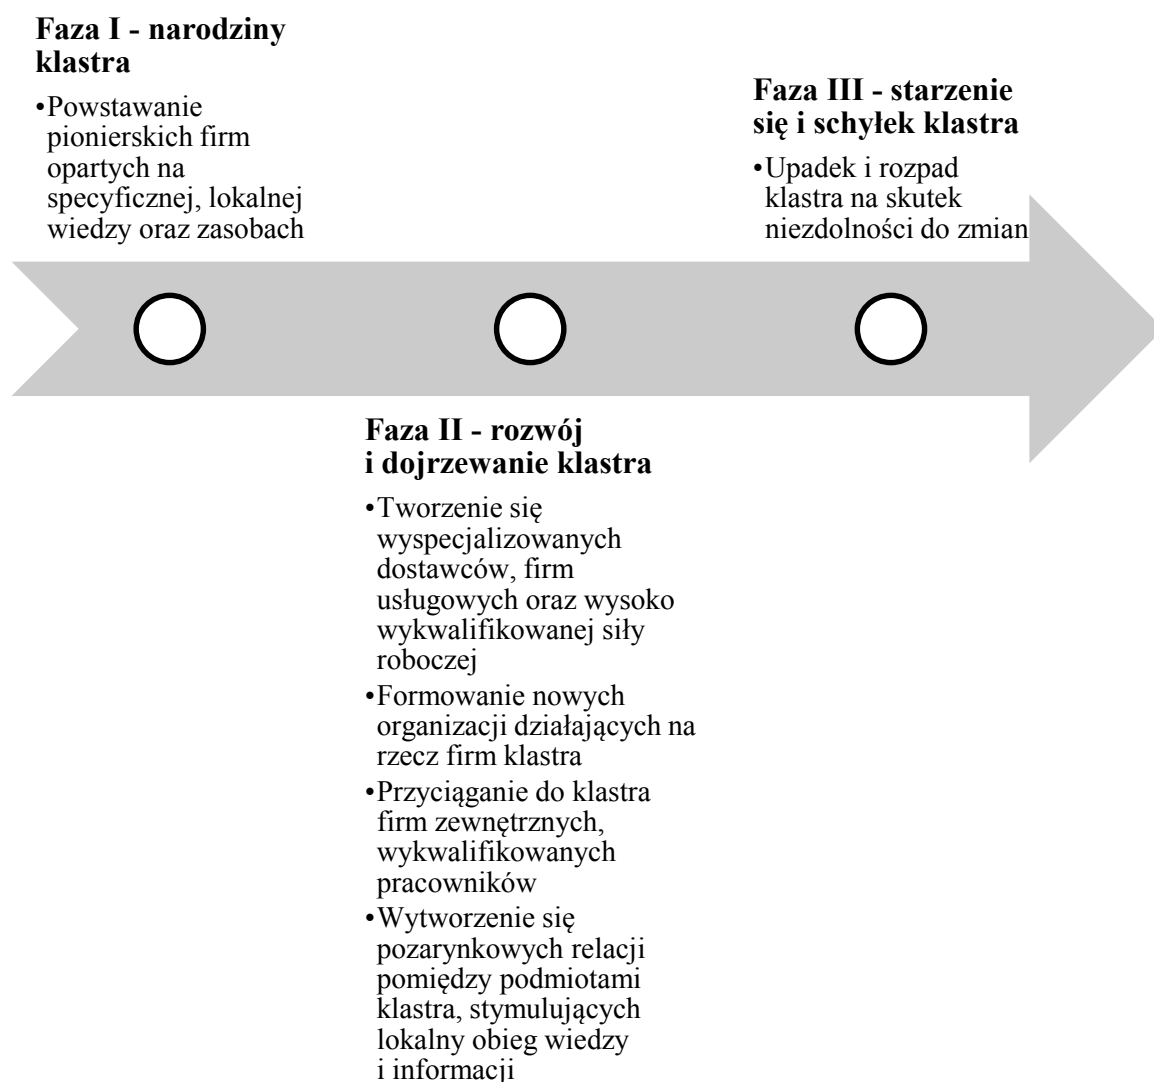 Faza I - narodziny
klastra
•Powstawanie
pionierskich firm
opartych na
specyficznej, lokalnej
wiedzy oraz zasobach
Faza II - rozwój
i dojrzewanie klastra
•Tworzenie się
wyspecjalizowanych
dostawców, firm
usługowych oraz wysoko
wykwalifikowanej siły
roboczej
•Formowanie nowych
organizacji działających na
rzecz firm klastra
•Przyciąganie do klastra
firm zewnętrznych,
wykwalifikowanych
pracowników
•Wytworzenie się
pozarynkowych relacji
pomiędzy podmiotami
klastra, stymulujących
lokalny obieg wiedzy
i informacji
Faza III - starzenie
się i schyłek klastra
•Upadek i rozpad
klastra na skutek
niezdolności do zmian